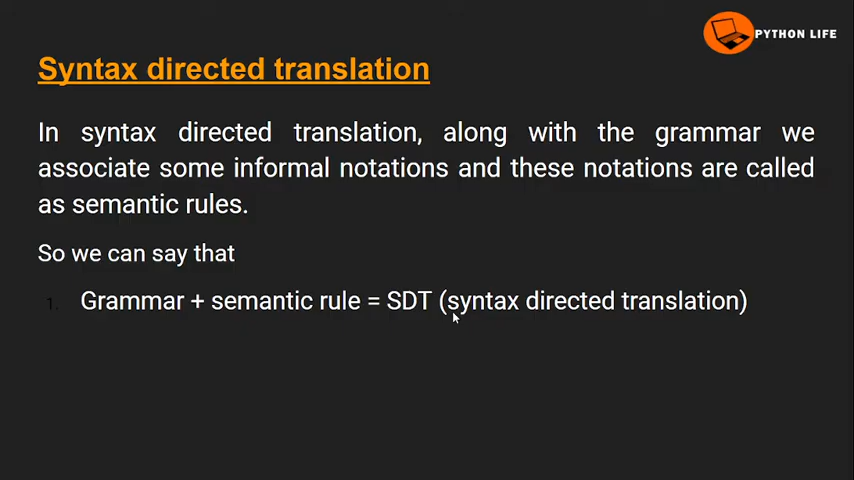 PYTHON LIFE
Syntax directed translation
In syntax directed translation, along with the grammar we
associate some informal notations and these notations are called
as semantic rules.
So we can say that
1. Grammar + semantic rule = SDT (syntax directed translation)